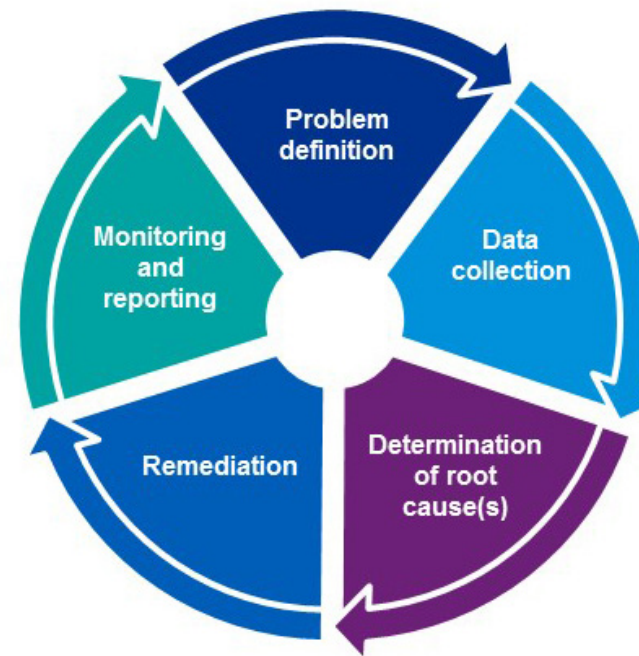 Problem
definition
Data
collection
Determination
of root
cause(s)
Remediation
Monitoring
and
reporting